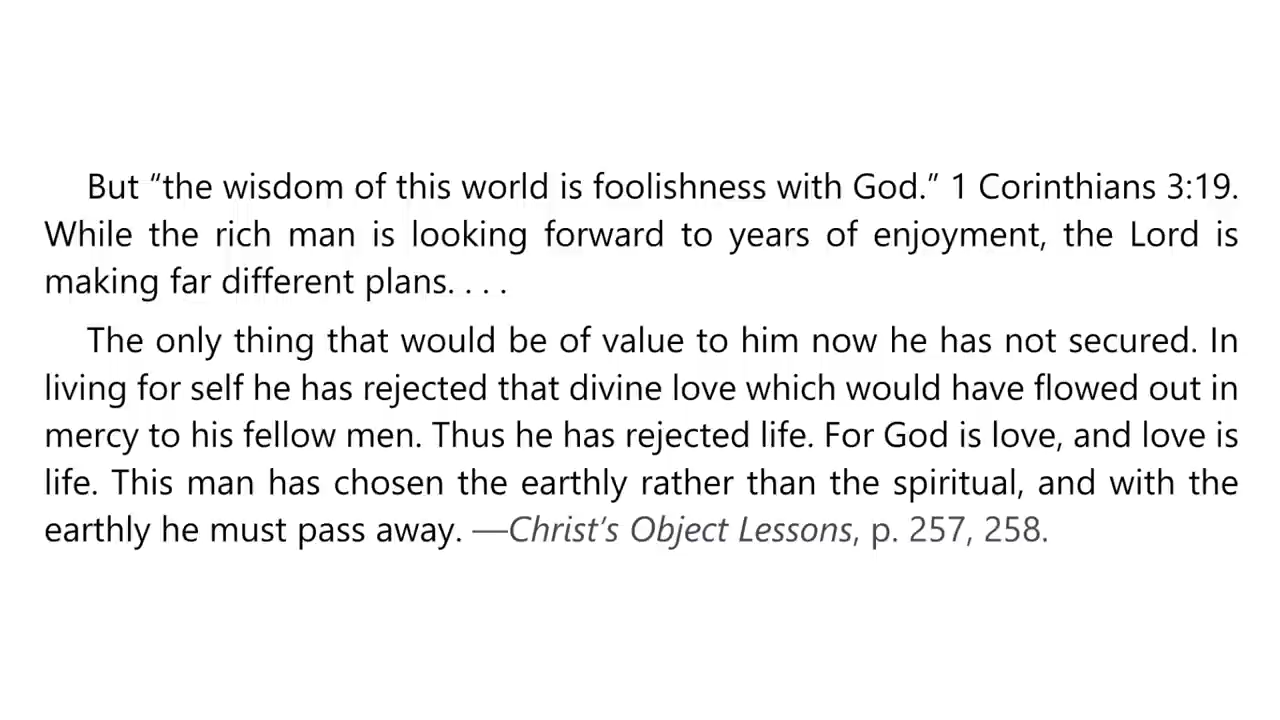 But “the wisdom of this world is foolishness with God.” 1 Corinthians 3:19.
While the rich man is looking forward to years of enjoyment, the Lord is
making far different plans. . . .
The only thing that would be of value to him now he has not secured. In
living for self he has rejected that divine love which would have flowed out in
mercy to his fellow men. Thus he has rejected life. For God is love, and love is
life. This man has chosen the earthly rather than the spiritual, and with the
earthly he must pass away. —Christ’s Object Lessons, p. 257, 258.